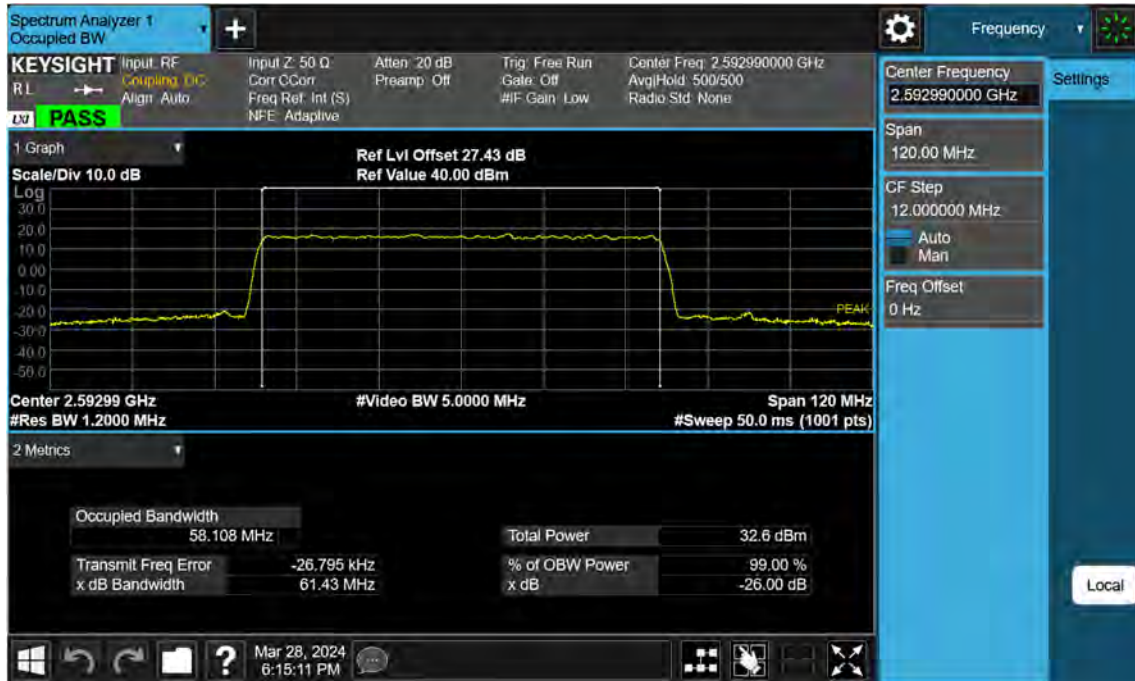 Spectrum Analyzer 1
Occupied BW
+
Frequency
KEYSIGHT Input: RF Input Z: 50 Ω Atten: 20 dB Trig: Free Run Center Freq: 2.592990000 GHz
R L Coupling: DC Corr CCorr Preamp: Off Gate: Off Avg|Hold: 500/500
Align: Auto Freq Ref: Int (S) #IF Gain: Low Radio Std: None
LXI PASS NFE: Adaptive
1 Graph
Scale/Div 10.0 dB
Ref Lvl Offset 27.43 dB
Ref Value 40.00 dBm
Log
30.0
20.0
10.0
0.00
-10.0
-20.0
-30.0
-40.0
-50.0
PEAK
Center 2.59299 GHz #Video BW 5.0000 MHz Span 120 MHz
#Res BW 1.2000 MHz #Sweep 50.0 ms (1001 pts)
2 Metrics
Occupied Bandwidth
58.108 MHz
Total Power 32.6 dBm
Transmit Freq Error -26.795 kHz % of OBW Power 99.00 %
x dB Bandwidth 61.43 MHz x dB -26.00 dB
Center Frequency
2.592990000 GHz
Settings
Span
120.00 MHz
CF Step
12.000000 MHz
Auto
Man
Freq Offset
0 Hz
Local
?
Mar 28, 2024
6:15:11 PM